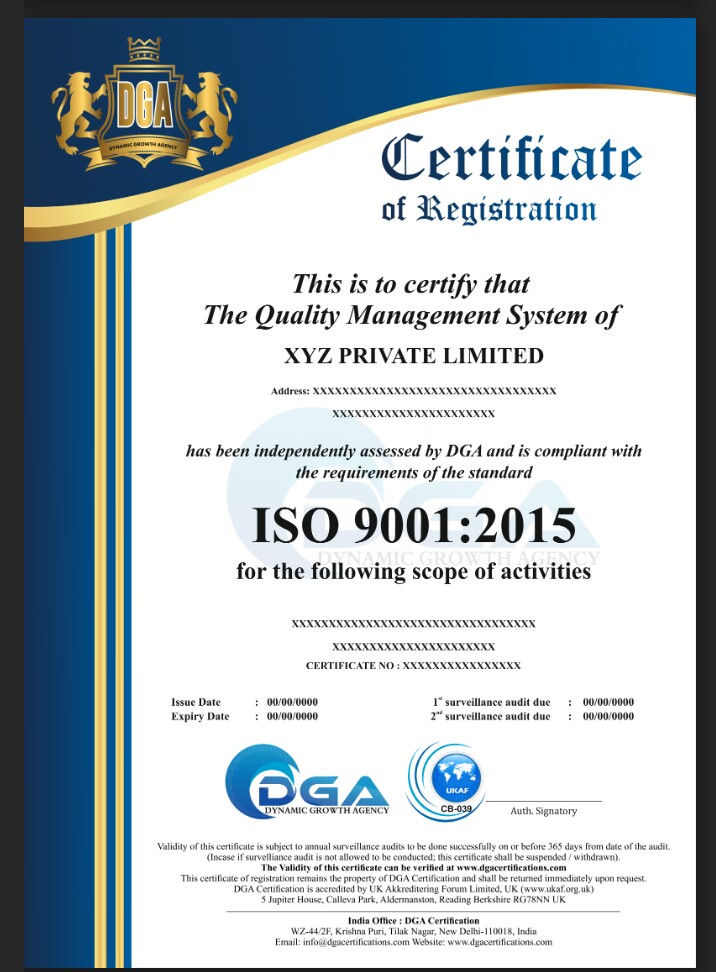 DGA
DYNAMIC GROWTH AGENCY
Certificate
of Registration
This is to certify that
The Quality Management System of
XYZ PRIVATE LIMITED
Address: XXXXXXXXXXXXXXXXXXXXXXXXXXXXXXXXX
XXXXXXXXXXXXXXXXXXXXXX
has been independently assessed by DGA and is compliant with
the requirements of the standard
ISO 9001:2015
DYNAMIC GROWTH AGENCY
for the following scope of activities
XXXXXXXXXXXXXXXXXXXXXXXXXXXXXXXXX
XXXXXXXXXXXXXXXXXXXXXX
CERTIFICATE NO : XXXXXXXXXXXXXXXX
Issue Date : 00/00/0000 1st surveillance audit due : 00/00/0000
Expiry Date : 00/00/0000 2nd surveillance audit due : 00/00/0000
DGA
DYNAMIC GROWTH AGENCY
UKAF
CB-039
Auth. Signatory
Validity of this certificate is subject to annual surveillance audits to be done successfully on or before 365 days from date of the audit.
(Incase if survelliance audit is not allowed to be conducted; this certificate shall be suspended / withdrawn).
The Validity of this certificate can be verified at www.dgacertifications.com
This certificate of registration remains the property of DGA Certification and shall be returned immediately upon request.
DGA Certification is accredited by UK Akkreditering Forum Limited, UK (www.ukaf.org.uk)
5 Jupiter House, Calleva Park, Aldermanston, Reading Berkshire RG78NN UK
India Office : DGA Certification
WZ-44/2F, Krishna Puri, Tilak Nagar, New Delhi-110018, India
Email: info@dgacertifications.com Website: www.dgacertifications.com